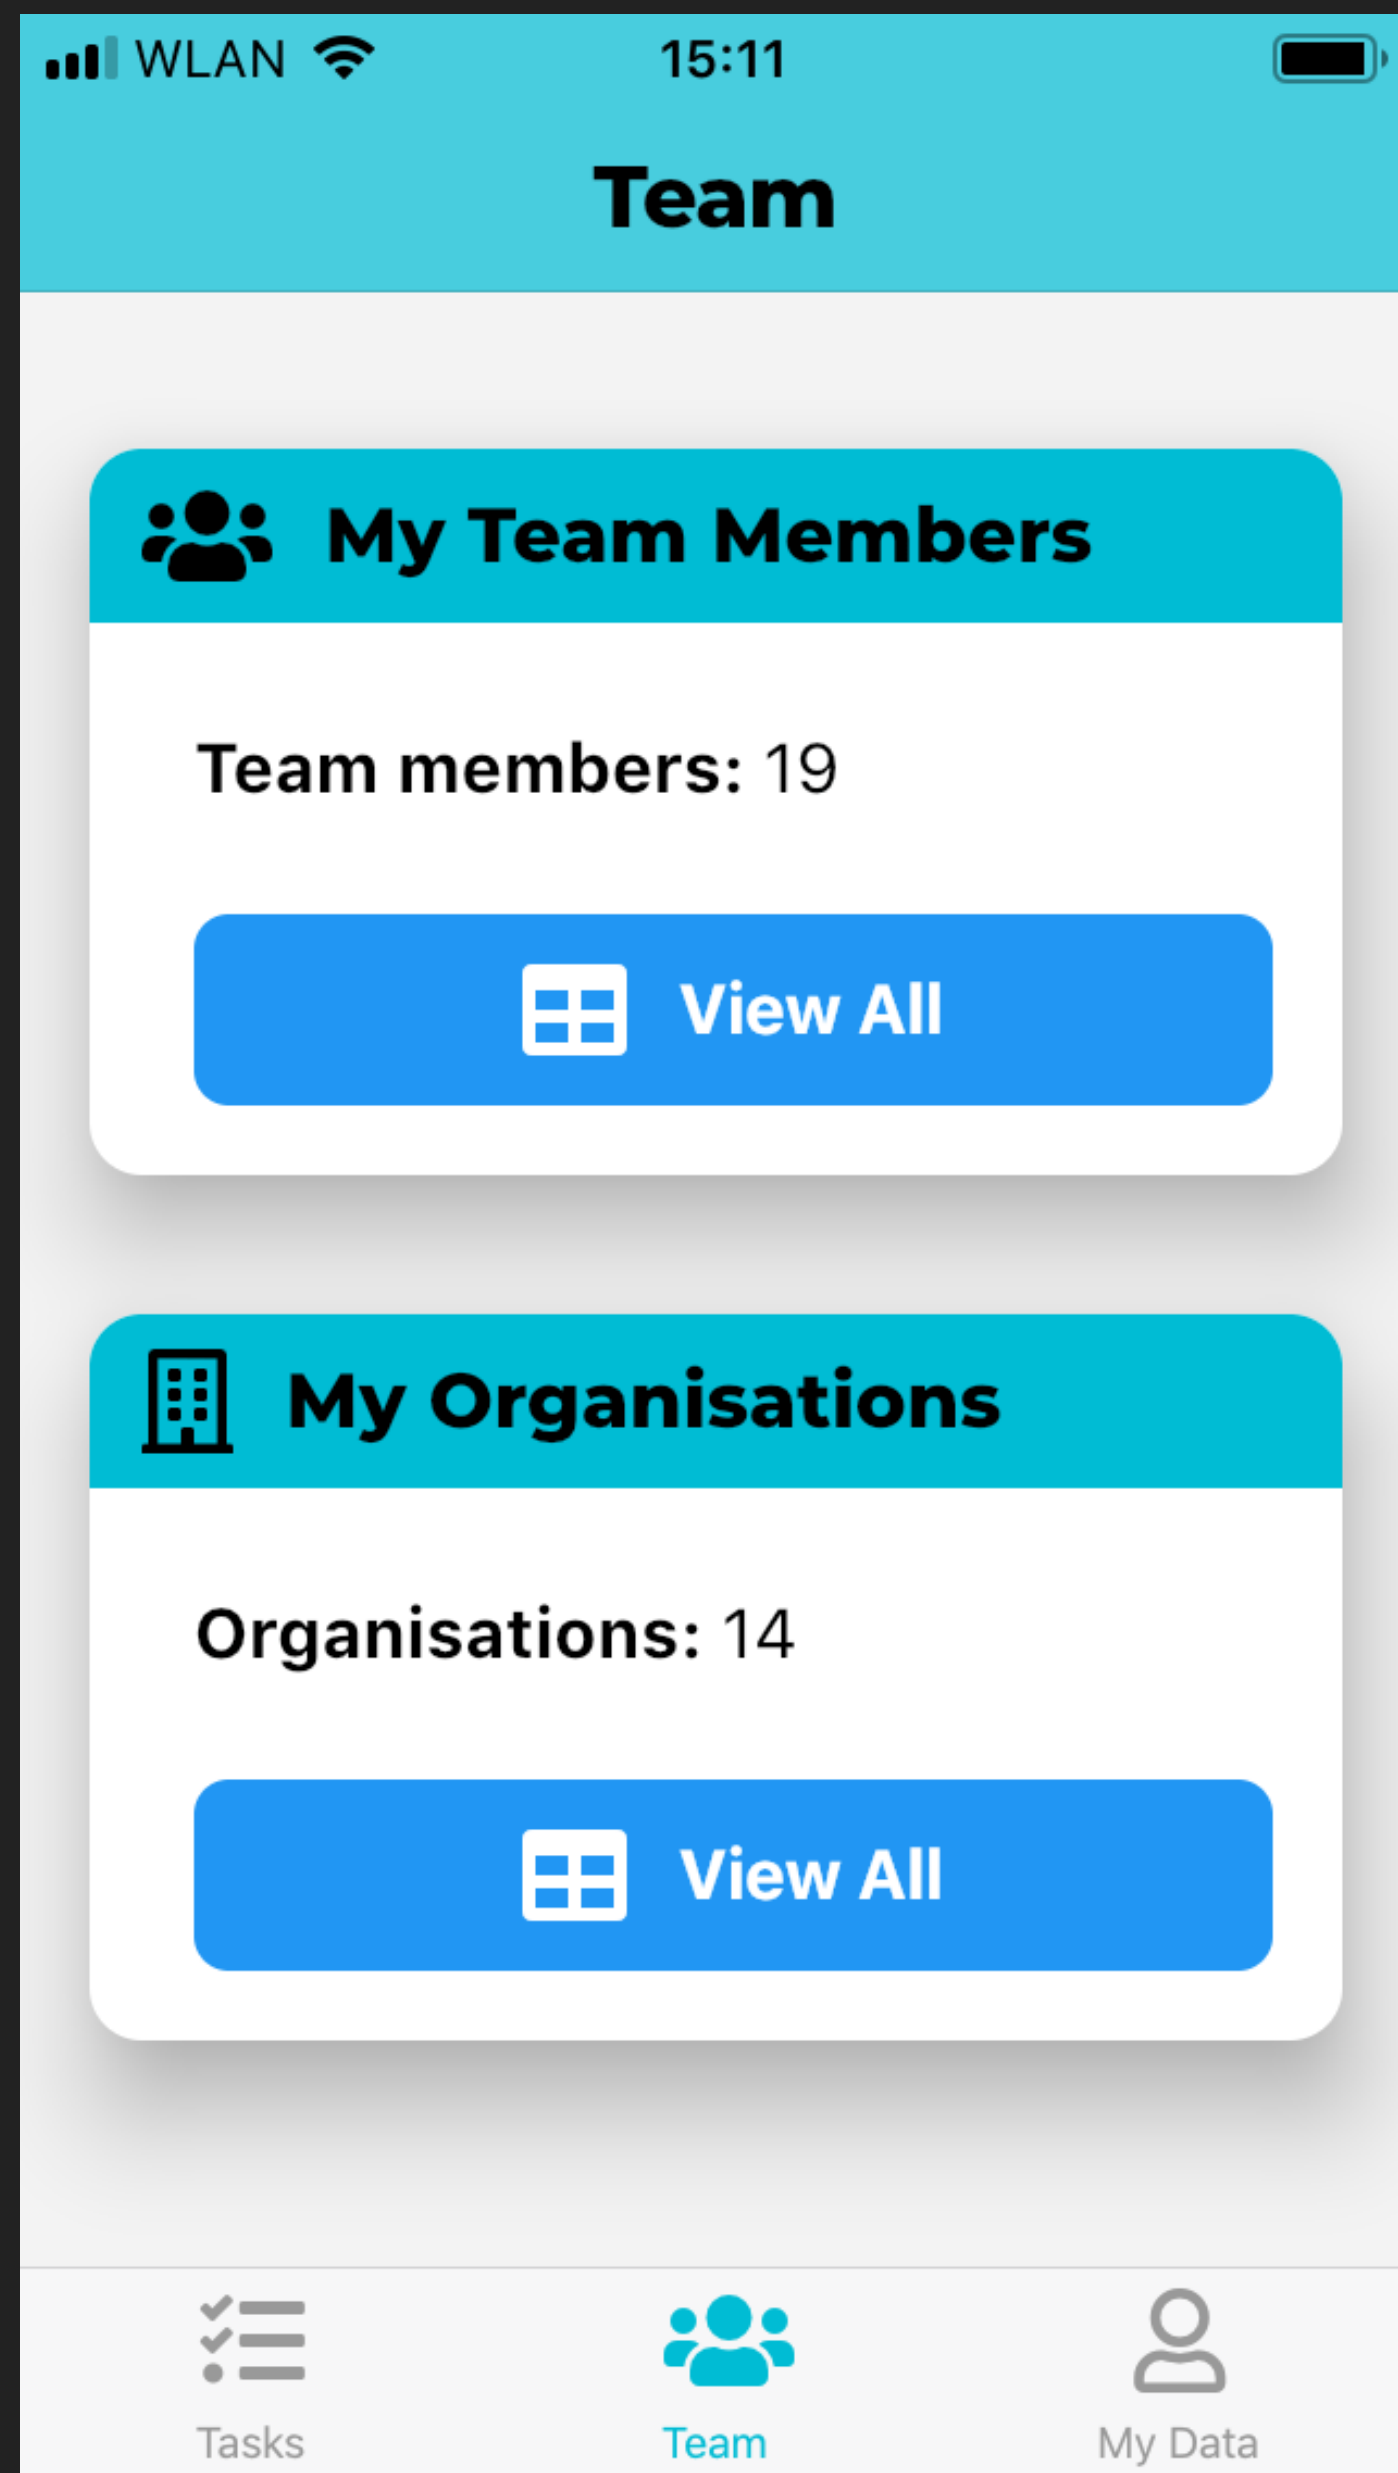 WLAN 15:11
Team
My Team Members
Team members: 19
View All
My Organisations
Organisations: 14
View All
Tasks Team My Data